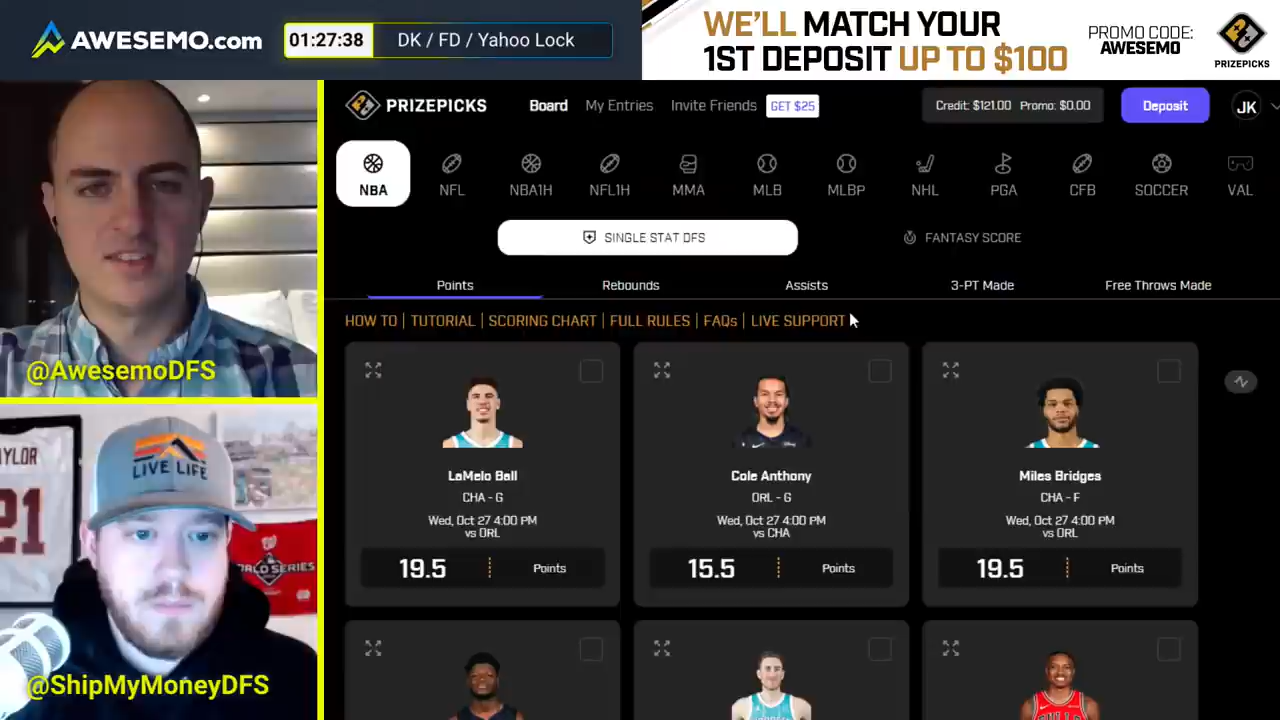 AWESEMO.com
01:27:38
DK / FD / Yahoo Lock
WE'LL MATCH YOUR
1ST DEPOSIT UP TO $100
PROMO CODE:
AWESEMO
PRIZEPICKS
PRIZEPICKS
Board
My Entries
Invite Friends
GET $25
Credit: $121.00 Promo: $0.00
Deposit
JK
NBA
NFL
NBA1H
NFL1H
MMA
MLB
MLBP
NHL
PGA
CFB
SOCCER
VAL
SINGLE STAT DFS
FANTASY SCORE
Points
Rebounds
Assists
3-PT Made
Free Throws Made
HOW TO | TUTORIAL | SCORING CHART | FULL RULES | FAQs | LIVE SUPPORT
LaMelo Ball
CHA - G
Wed, Oct 27 4:00 PM
vs ORL
19.5
Points
Cole Anthony
ORL - G
Wed, Oct 27 4:00 PM
vs CHA
15.5
Points
Miles Bridges
CHA - F
Wed, Oct 27 4:00 PM
vs ORL
19.5
Points
@AwesemoDFS
AYLOR
21
LIVE LIFE
ORLD SERIES
@ShipMyMoneyDFS